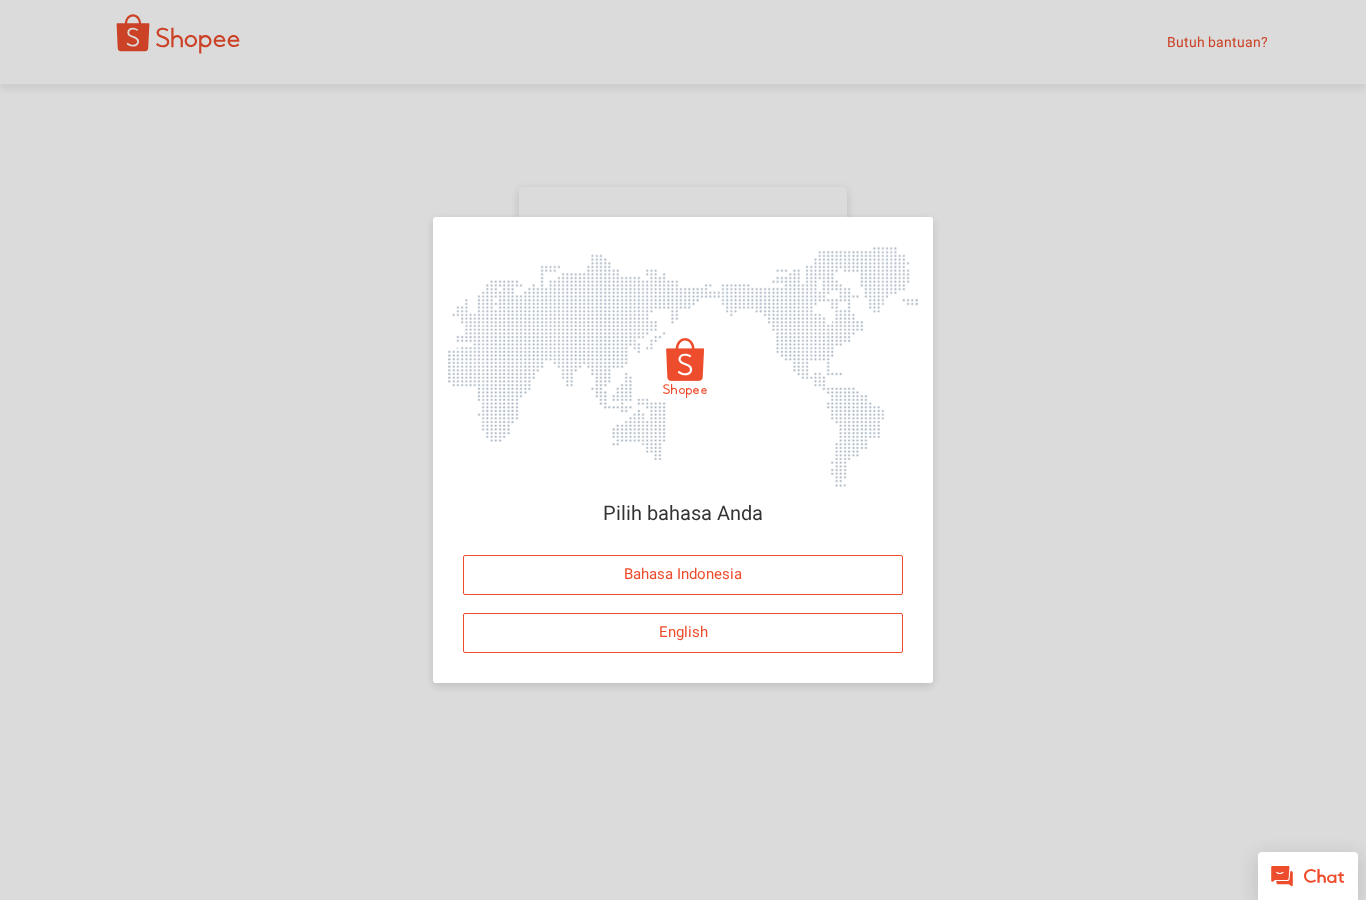 Shopee
Butuh bantuan?
Shopee
Pilih bahasa Anda
Bahasa Indonesia
English
Chat